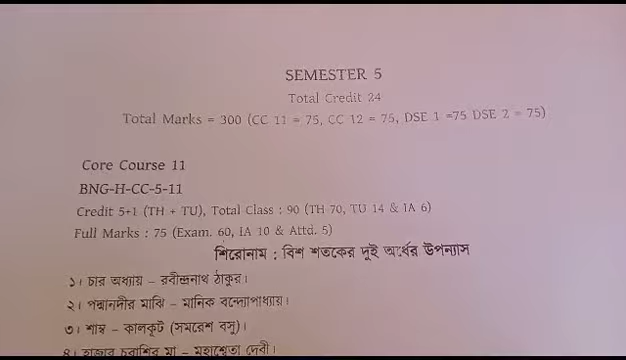 SEMESTER 5
Total Credit 24
Total Marks = 300 (CC 11 = 75, CC 12 = 75, DSE 1 =75 DSE 2 = 75)
Core Course 11
BNG-H-CC-5-11
Credit 5+1 (TH + TU), Total Class : 90 (TH 70, TU 14 & IA 6)
Full Marks : 75 (Exam. 60, IA 10 & Attd. 5)
শিরোনাম : বিশ শতকের দুই অর্ধের উপন্যাস
১। চার অধ্যায় – রবীন্দ্রনাথ ঠাকুর।
২। পদ্মানদীর মাঝি – মানিক বন্দ্যোপাধ্যায়।
৩। শাম্ব – কালকূট (সমরেশ বসু)।
৪। হাজার চুরাশির মা – মহাশ্বেতা দেবী।